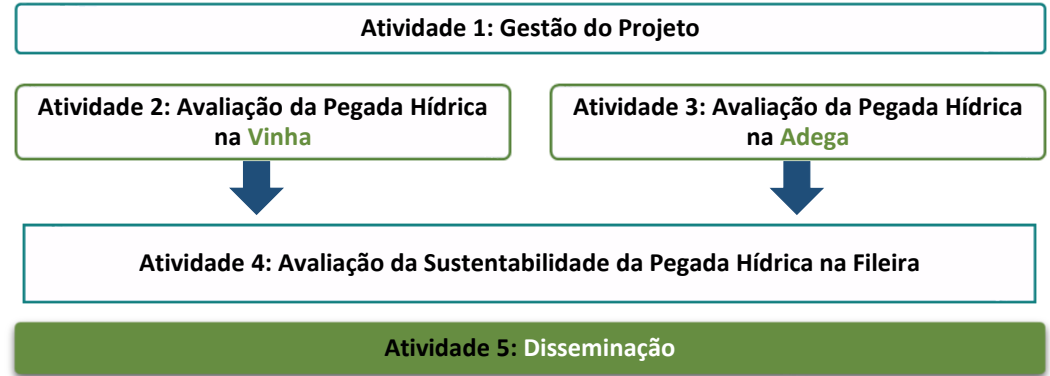 Atividade 1: Gestão do Projeto
Atividade 2: Avaliação da Pegada Hídrica
na Vinha
Atividade 3: Avaliação da Pegada Hídrica
na Adega
Atividade 4: Avaliação da Sustentabilidade da Pegada Hídrica na Fileira
Atividade 5: Disseminação